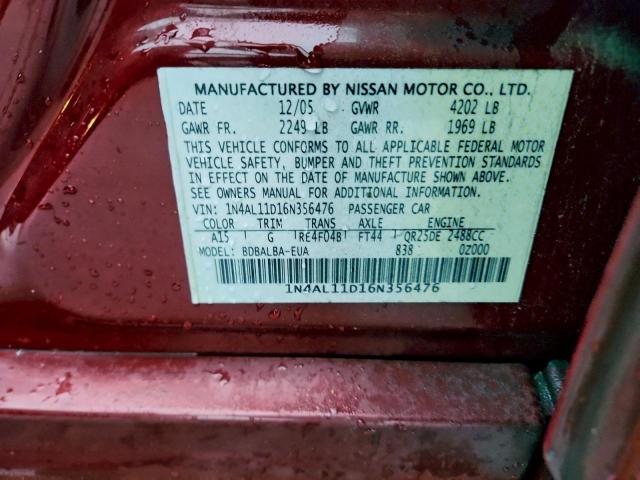 MANUFACTURED BY NISSAN MOTOR CO., LTD.
DATE 12/05 GVWR 4202 LB
GAWR FR. 2249 LB GAWR RR. 1969 LB
THIS VEHICLE CONFORMS TO ALL APPLICABLE FEDERAL MOTOR
VEHICLE SAFETY, BUMPER AND THEFT PREVENTION STANDARDS
IN EFFECT ON THE DATE OF MANUFACTURE SHOWN ABOVE.
SEE OWNERS MANUAL FOR ADDITIONAL INFORMATION.
VIN: 1N4AL11D16N356476 PASSENGER CAR
COLOR TRIM TRANS AXLE ENGINE
A15 G RE4F04B FT44 QR25DE 2488CC
MODEL: BDBALBA-EUA 838 0Z000
1N4AL11D16N356476